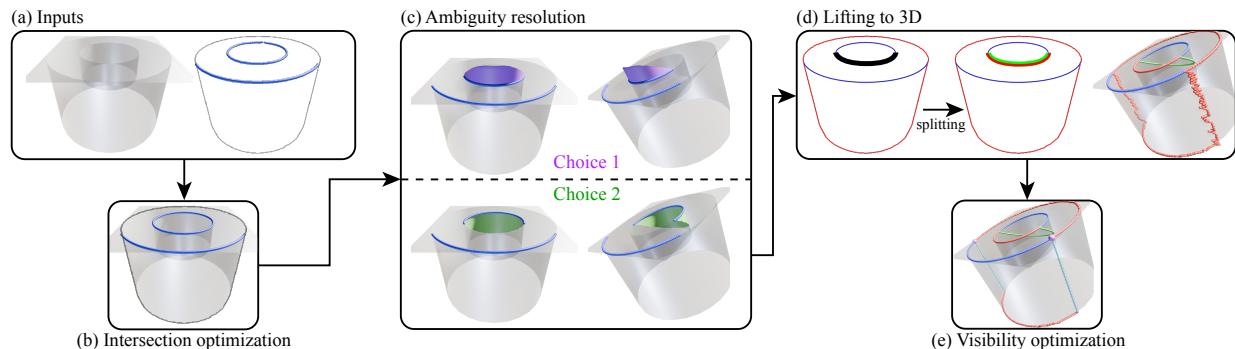 (a) Inputs
(c) Ambiguity resolution
(d) Lifting to 3D
splitting
Choice 1
Choice 2
(b) Intersection optimization
(e) Visibility optimization